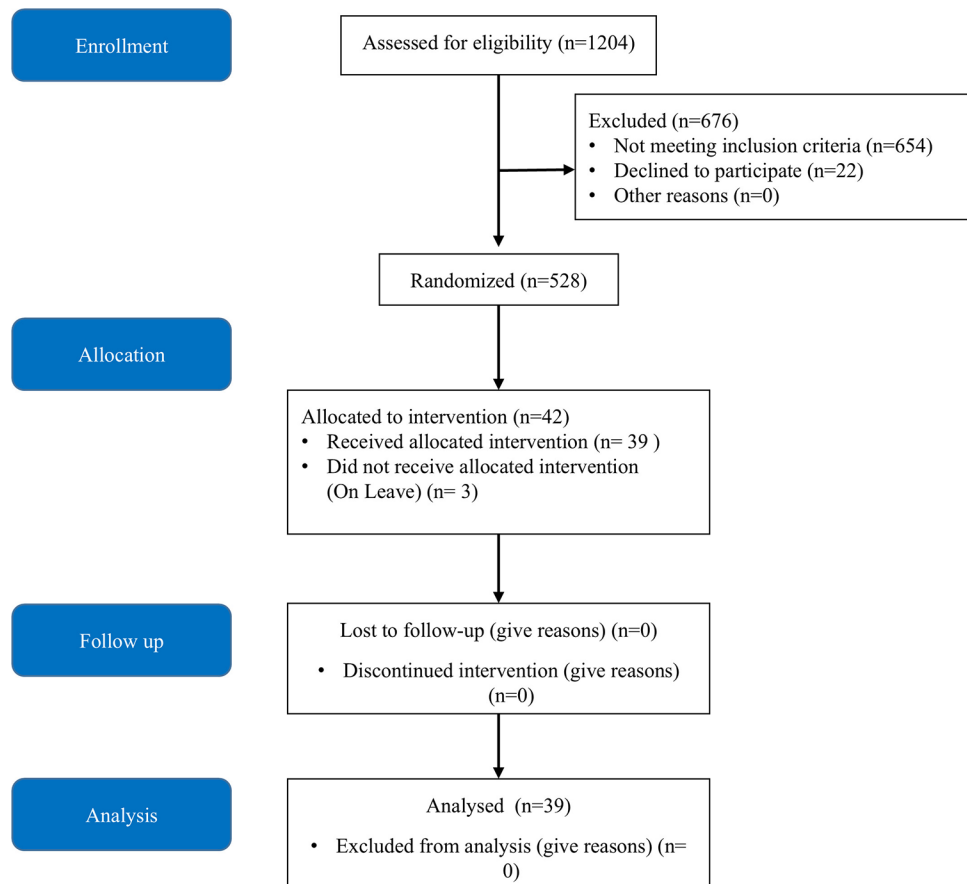 Enrollment
Assessed for eligibility (n=1204)
Excluded (n=676)
• Not meeting inclusion criteria (n=654)
• Declined to participate (n=22)
• Other reasons (n=0)
Randomized (n=528)
Allocation
Allocated to intervention (n=42)
• Received allocated intervention (n= 39 )
• Did not receive allocated intervention
(On Leave) (n= 3)
Follow up
Lost to follow-up (give reasons) (n=0)
• Discontinued intervention (give reasons)
(n=0)
Analysis
Analysed (n=39)
• Excluded from analysis (give reasons) (n=
0)